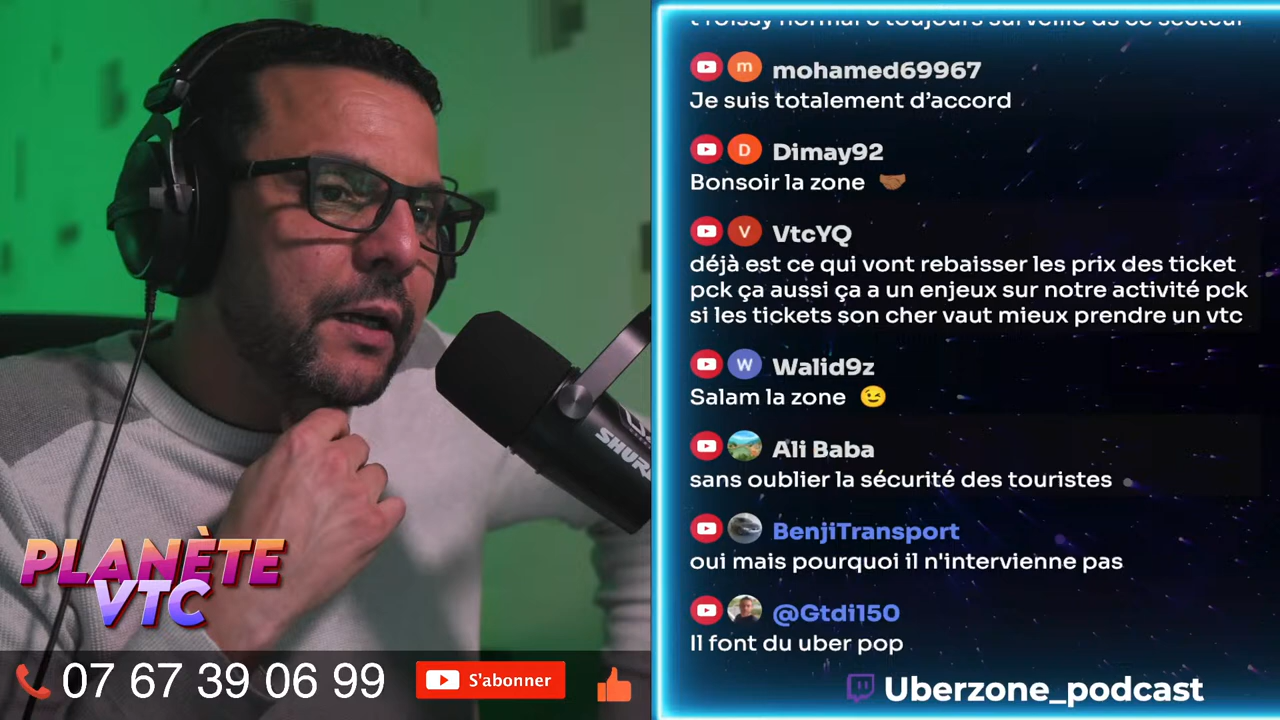 mohamed69967
Je suis totalement d'accord
Dimay92
Bonsoir la zone
VtcYQ
déjà est ce qui vont rebaisser les prix des ticket
pck ça aussi ça a un enjeux sur notre activité pck
si les tickets son cher vaut mieux prendre un vtc
Walid9z
Salam la zone
Ali Baba
sans oublier la sécurité des touristes
BenjiTransport
oui mais pourquoi il n'intervienne pas
@Gtdi150
Il font du uber pop
Uberzone_podcast
SHURE
PLANÈTE
VTC
07 67 39 06 99
S'abonner